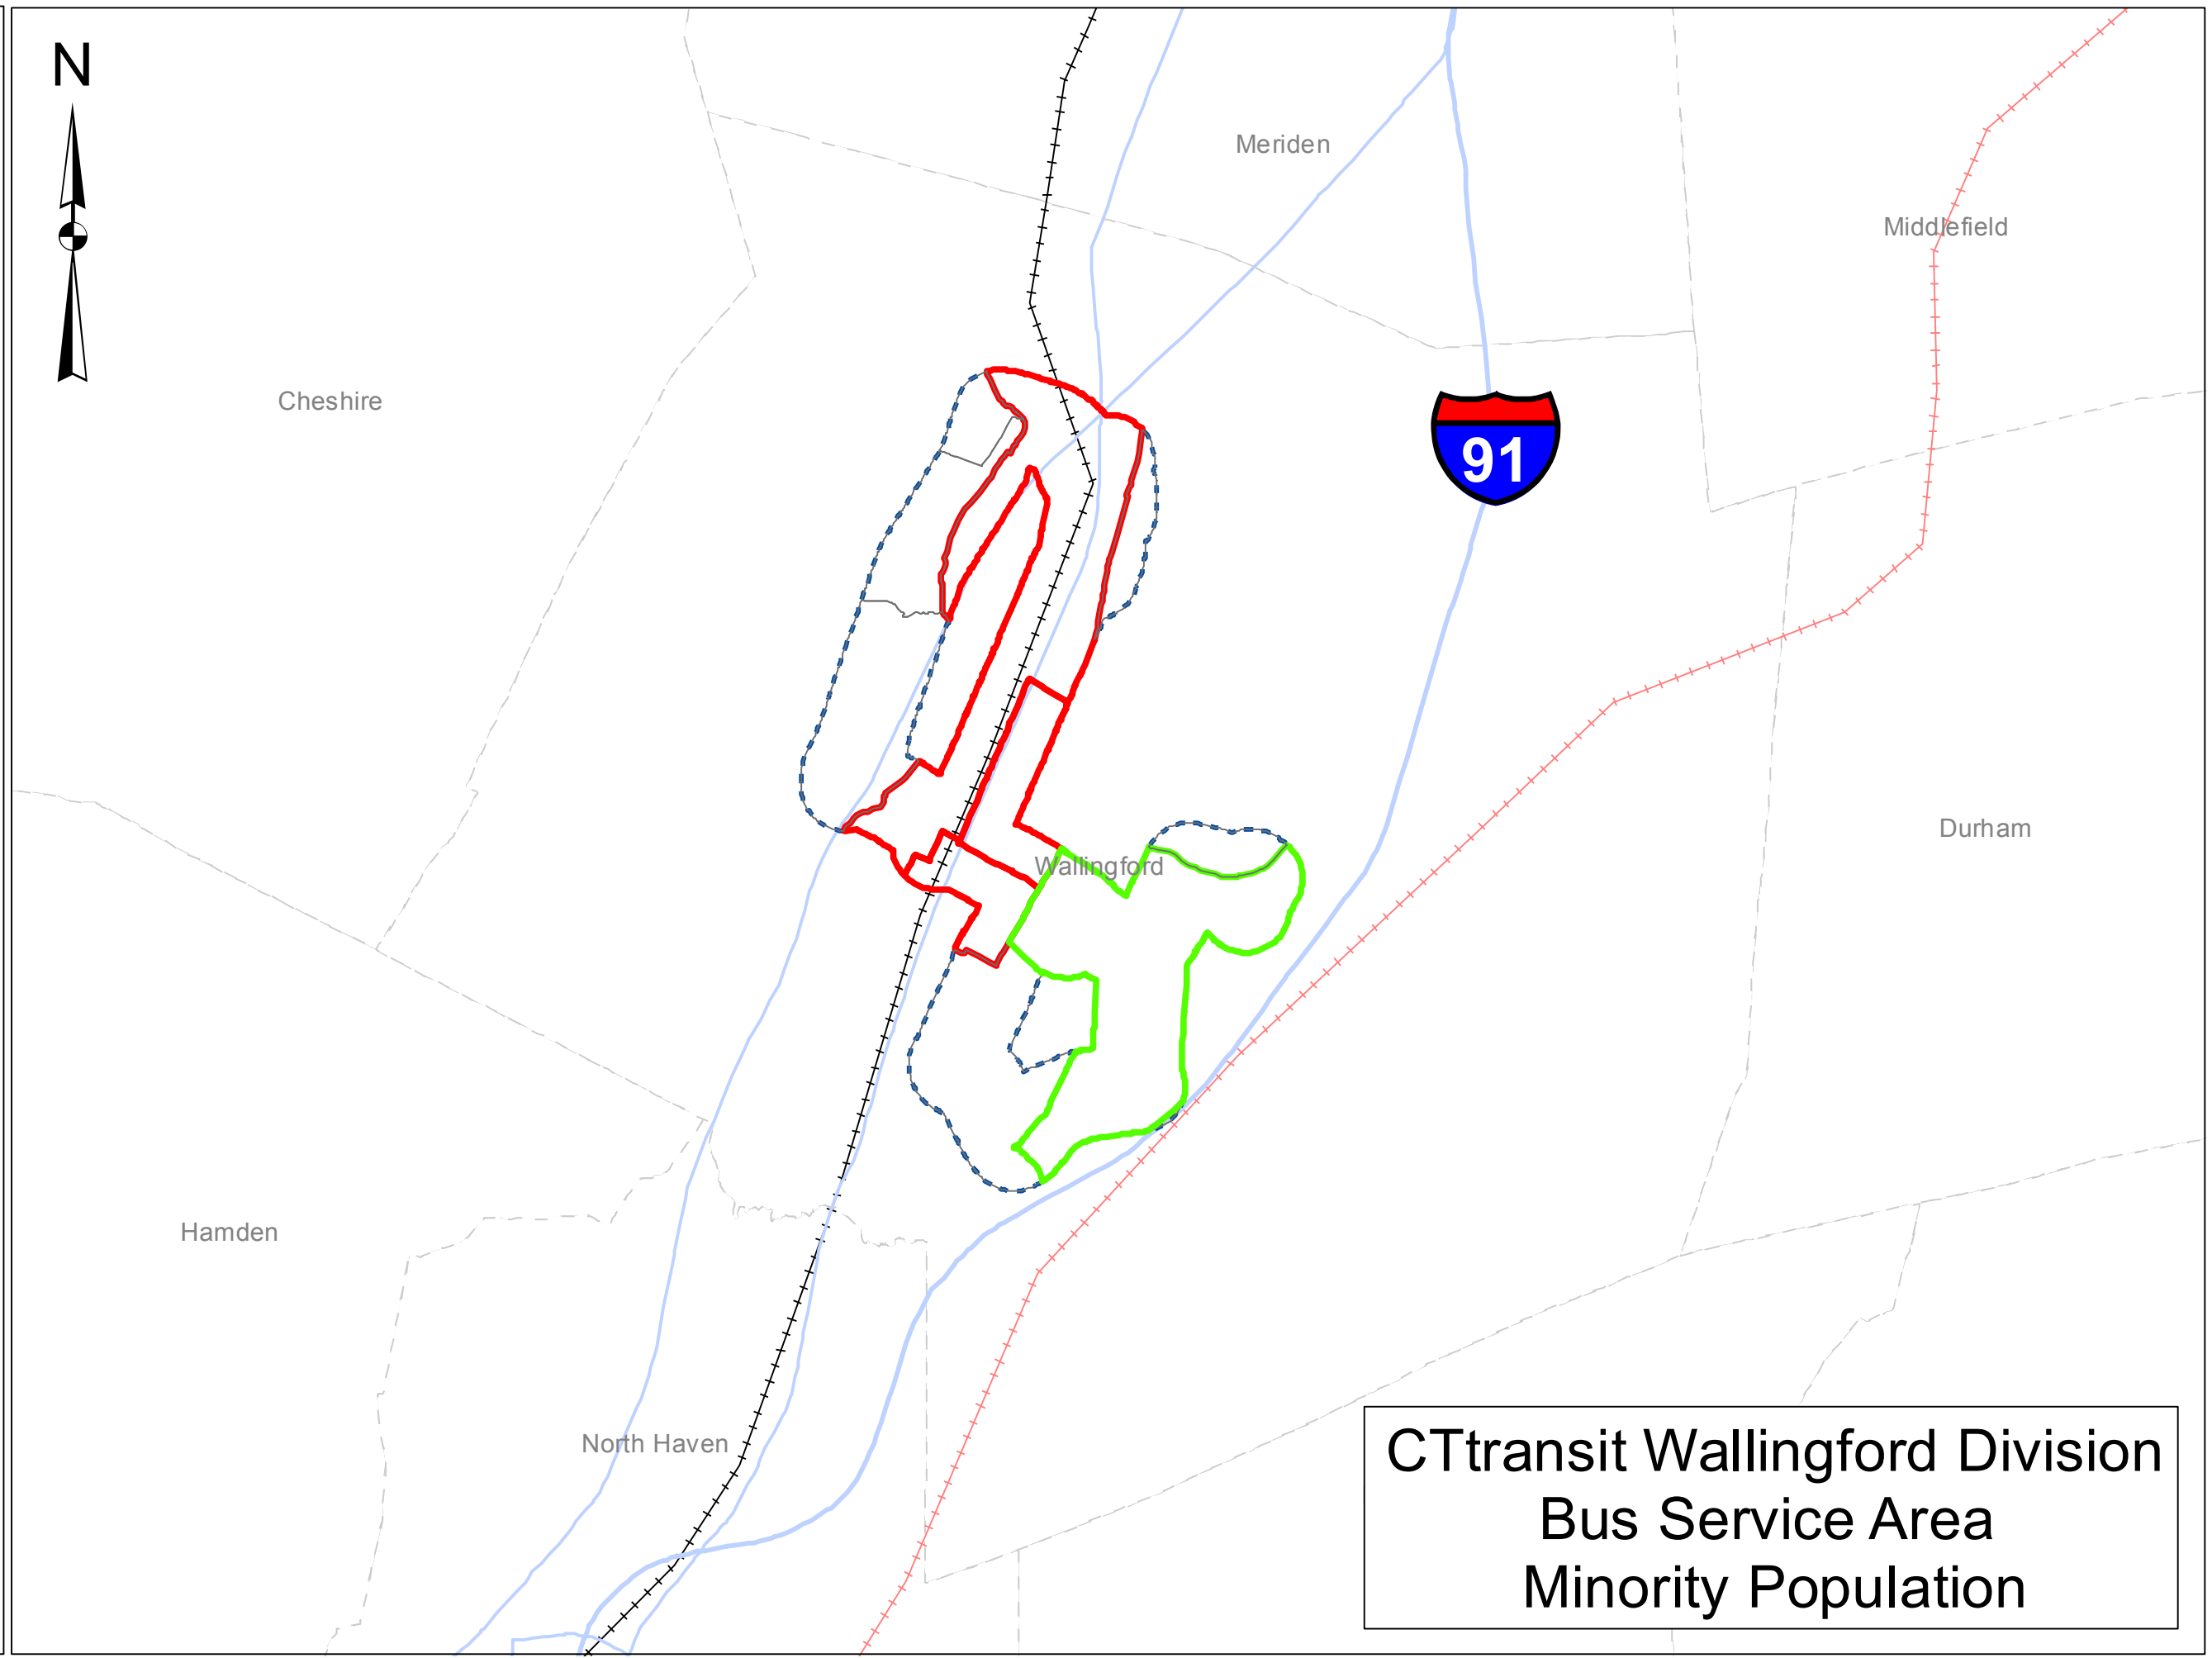 N
Meriden
Middlefield
Cheshire
91
Durham
Wallingford
Hamden
North Haven
CTtransit Wallingford Division
Bus Service Area
Minority Population